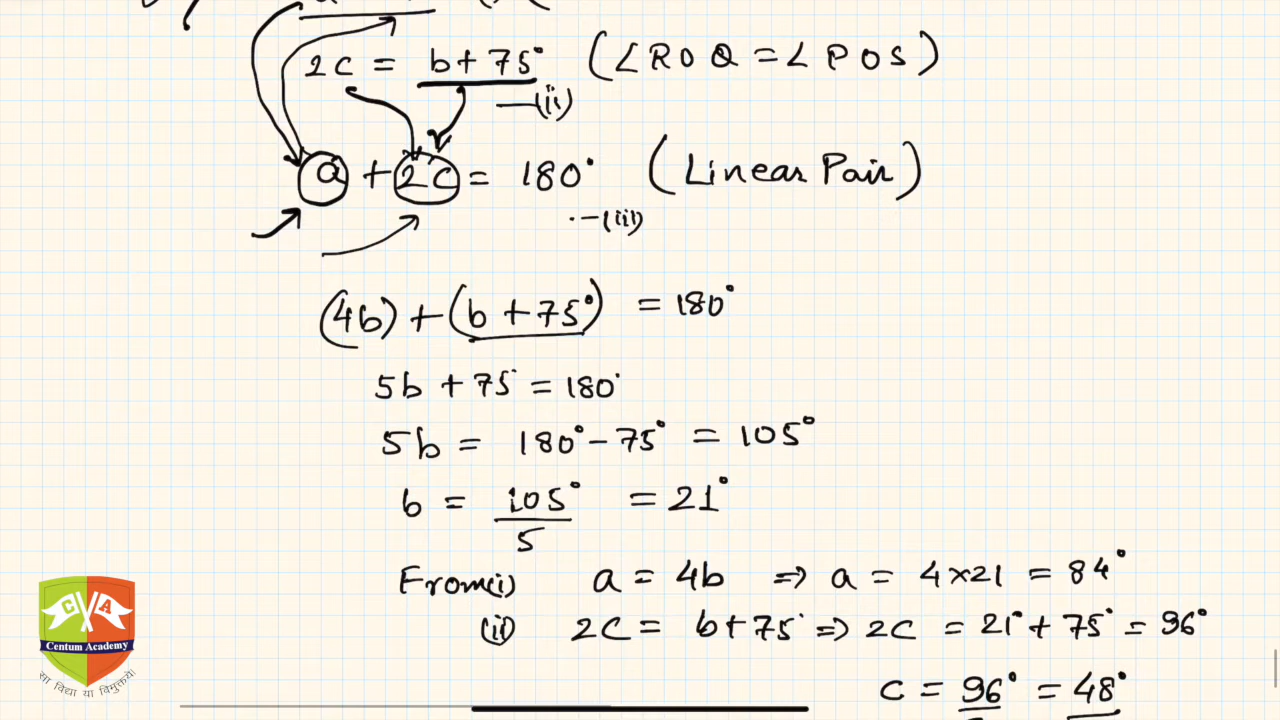 2c = b + 75° (∠ROQ = ∠POS)
—(ii)
a + 2c = 180° (Linear Pair)
—(iii)
(4b) + (b + 75°) = 180°
5b + 75° = 180°
5b = 180° - 75° = 105°
b = 105°/5 = 21°
From (i) a = 4b ⇒ a = 4×21 = 84°
(ii) 2c = b + 75° ⇒ 2c = 21° + 75° = 96°
c = 96° = 48°
C A
Centum Academy
सा विद्या या विमुक्तये।